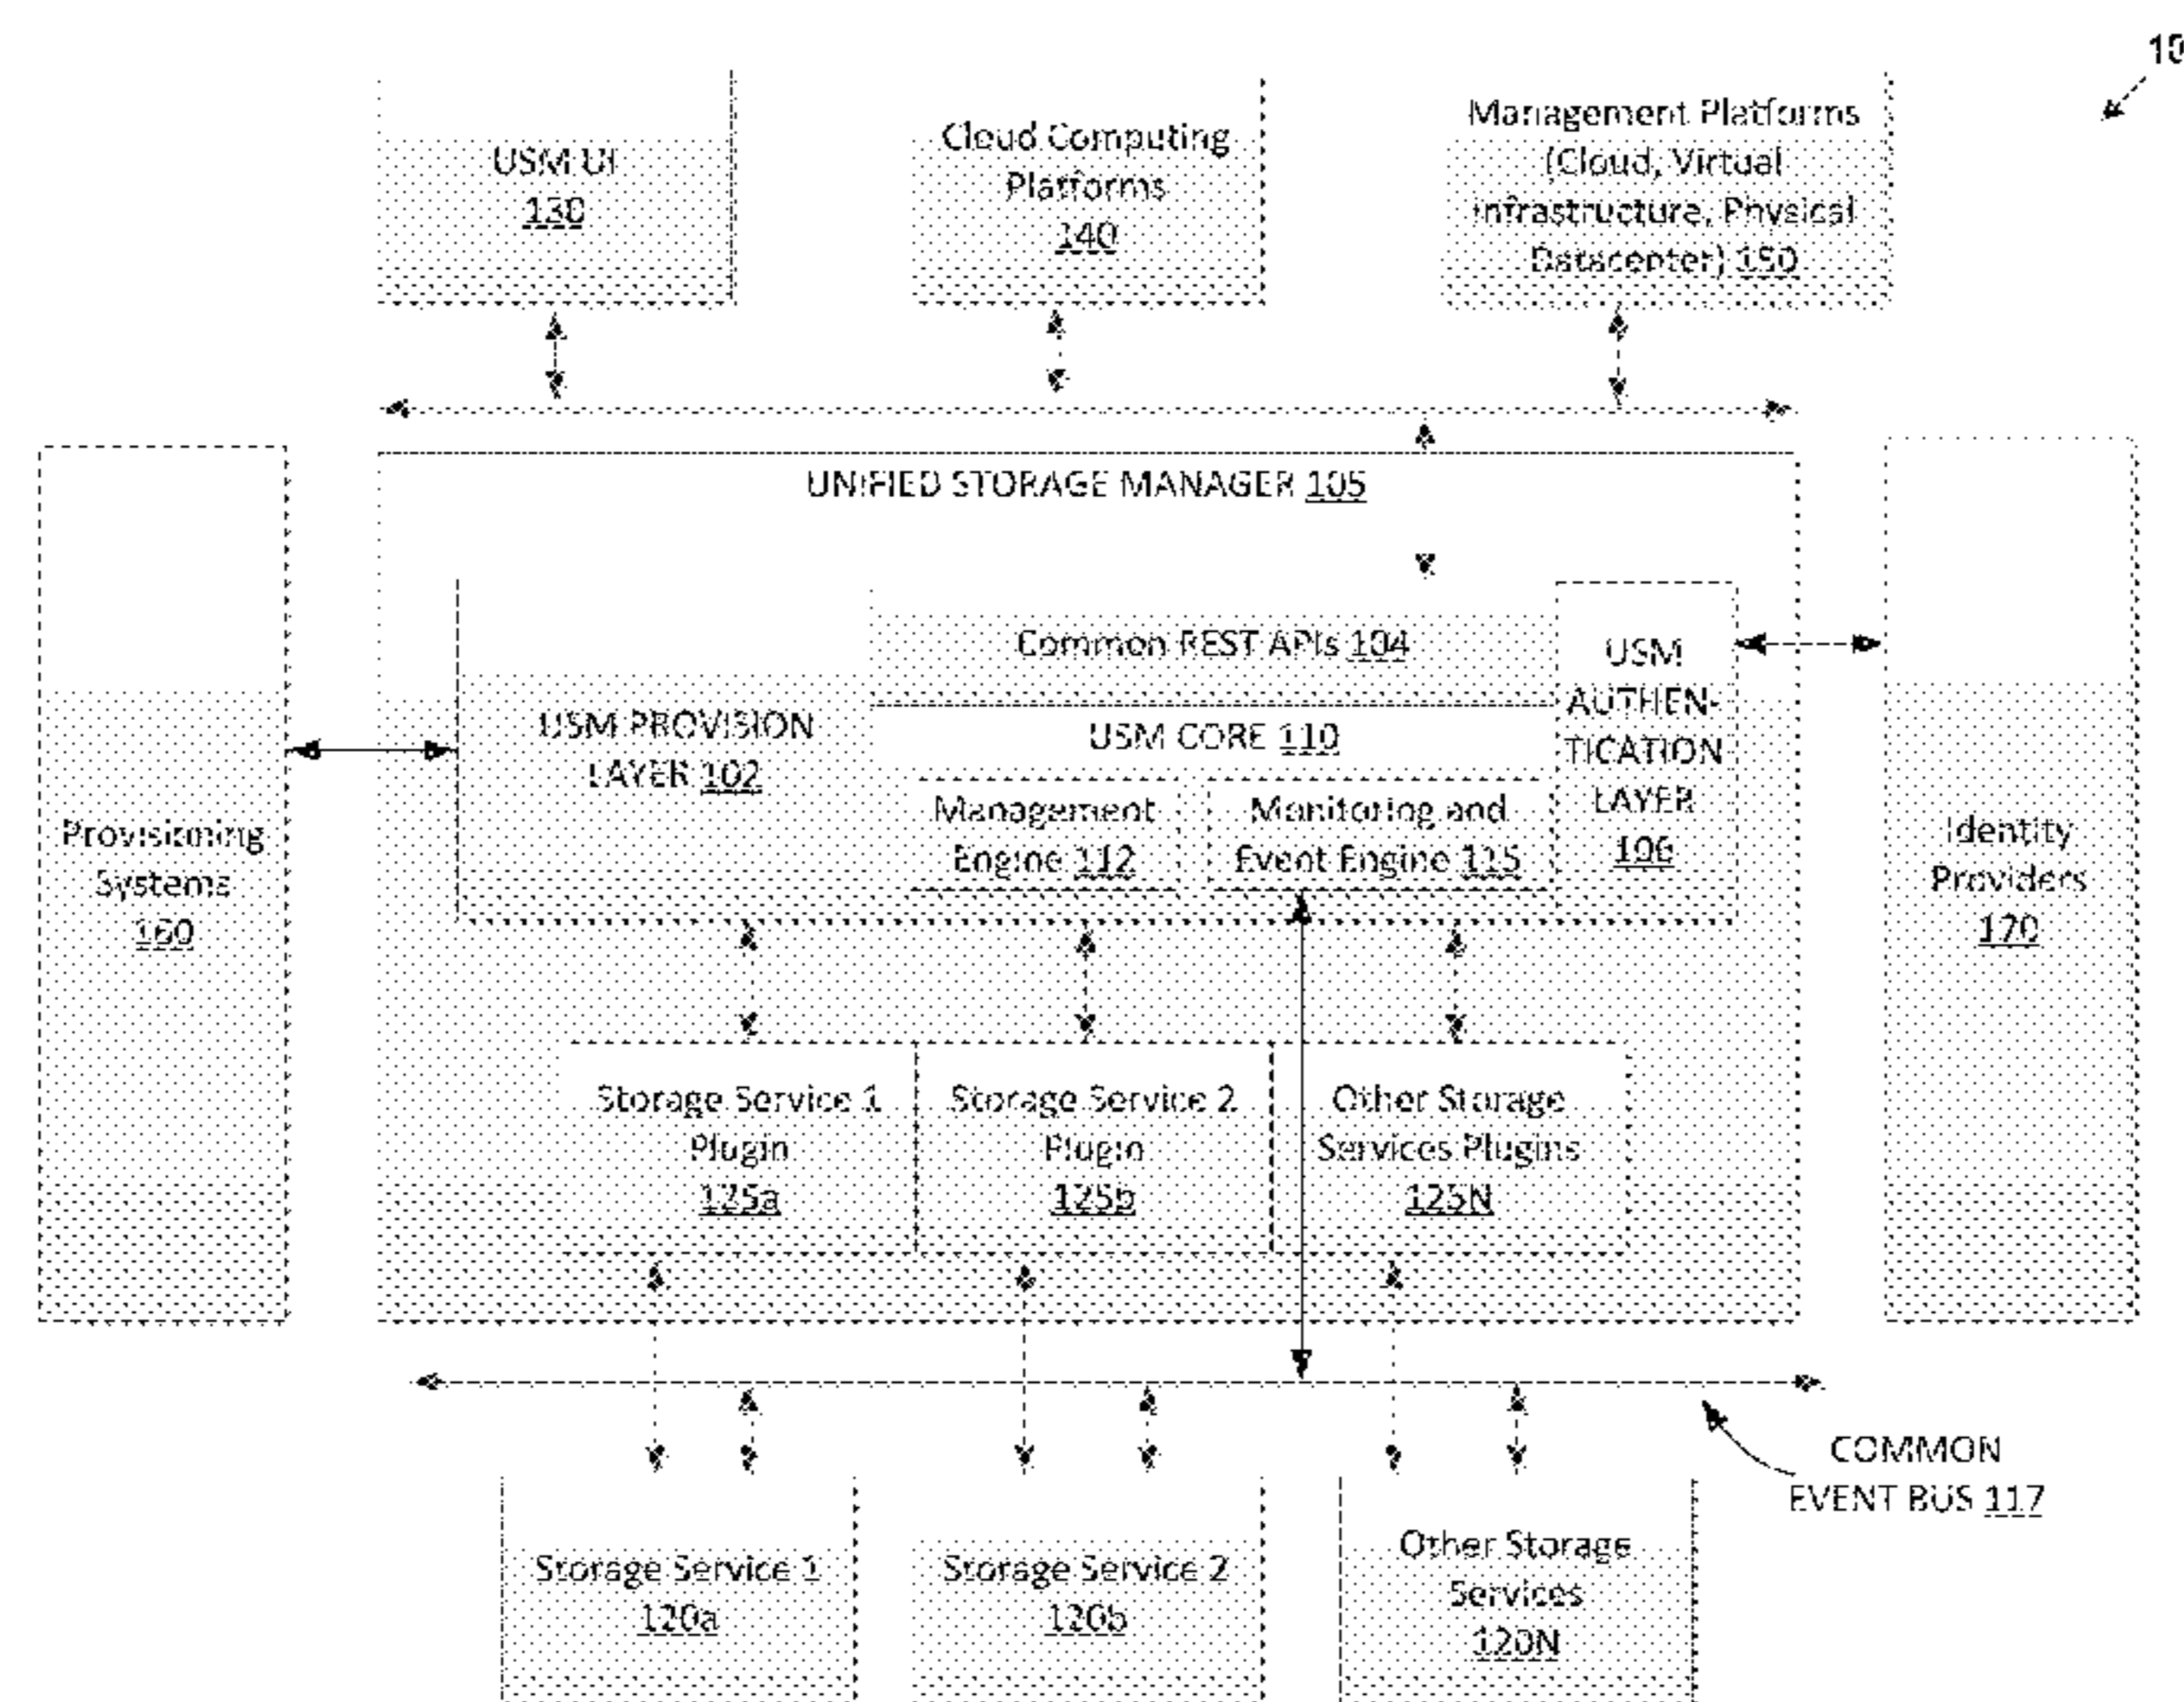 10
USM UI
130
Cloud Computing
Platforms
140
Management Platforms
(Cloud, Virtual
Infrastructure, Physical
Datacenter) 150
UNIFIED STORAGE MANAGER 105
Common REST APIs 104
USM PROVISION
LAYER 102
USM CORE 110
Management
Engine 112
Monitoring and
Event Engine 115
USM
AUTHEN-
TICATION
LAYER
106
Provisioning
Systems
160
Identity
Providers
170
Storage Service 1
Plugin
125a
Storage Service 2
Plugin
125b
Other Storage
Services Plugins
125N
COMMON
EVENT BUS 117
Storage Service 1
120a
Storage Service 2
120b
Other Storage
Services
120N